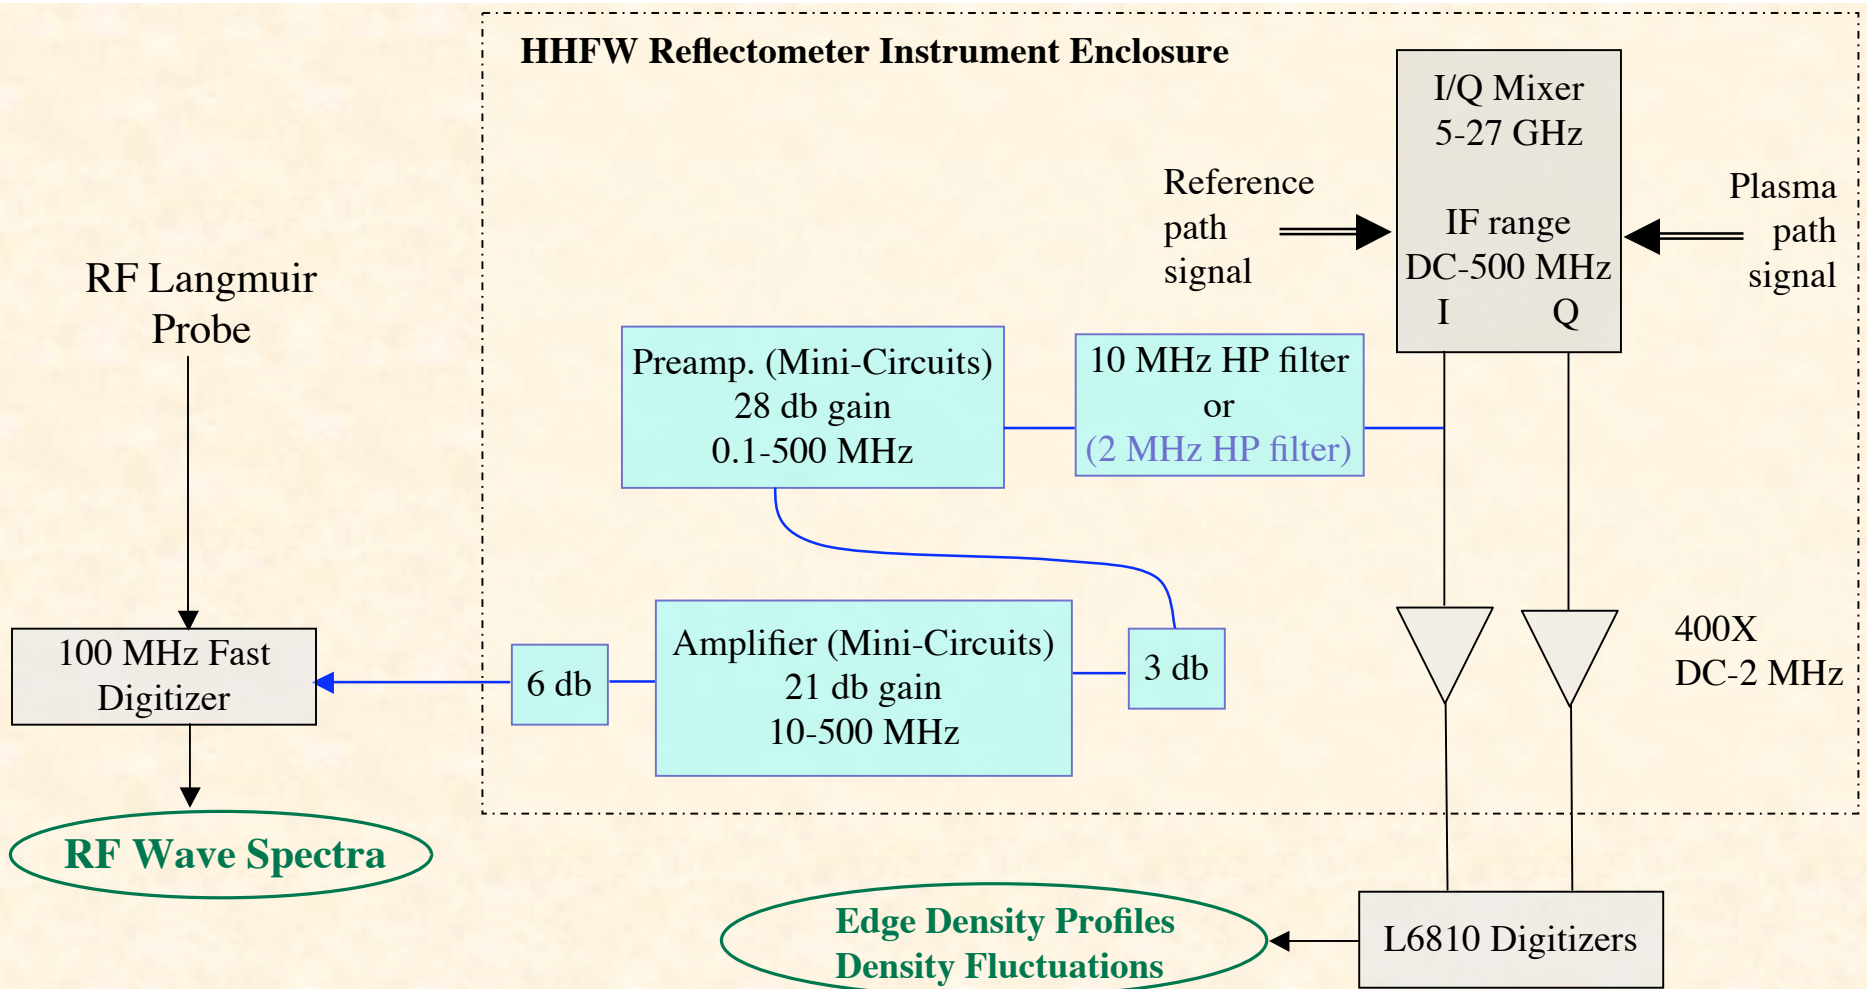 HHFW Reflectometer Instrument Enclosure
I/Q Mixer
5-27 GHz
IF range
DC-500 MHz
I
Q
Reference
path
signal
Plasma
path
signal
RF Langmuir
Probe
Preamp. (Mini-Circuits)
28 db gain
0.1-500 MHz
10 MHz HP filter
or
(2 MHz HP filter)
100 MHz Fast
Digitizer
6 db
Amplifier (Mini-Circuits)
21 db gain
10-500 MHz
3 db
400X
DC-2 MHz
RF Wave Spectra
Edge Density Profiles
Density Fluctuations
L6810 Digitizers